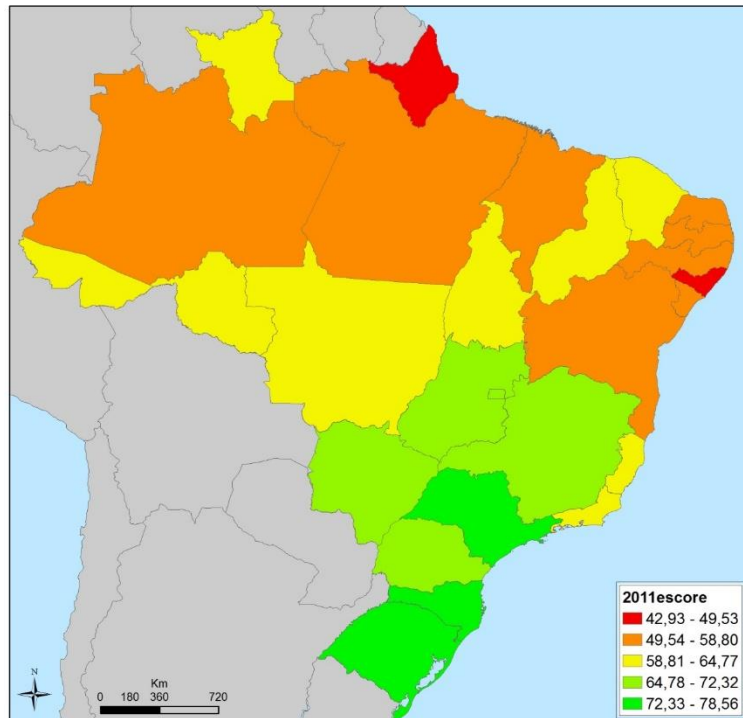 2011escore
42,93 - 49,53
49,54 - 58,80
58,81 - 64,77
64,78 - 72,32
72,33 - 78,56
N
Km
0 180 360 720